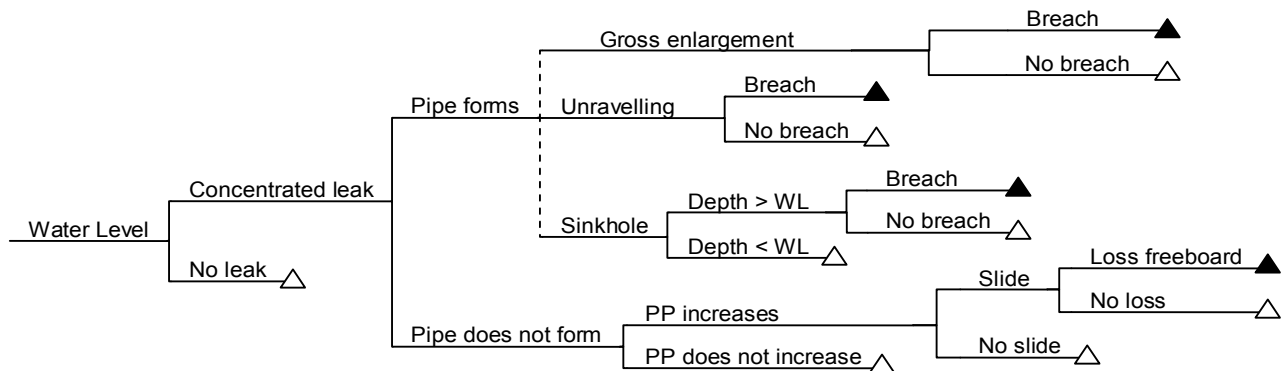 Breach
Gross enlargement
No breach
Breach
Pipe forms
Unravelling
No breach
Breach
Concentrated leak
Depth > WL
No breach
Water Level
Sinkhole
Depth < WL
Loss freeboard
No leak
Slide
No loss
PP increases
Pipe does not form
No slide
PP does not increase